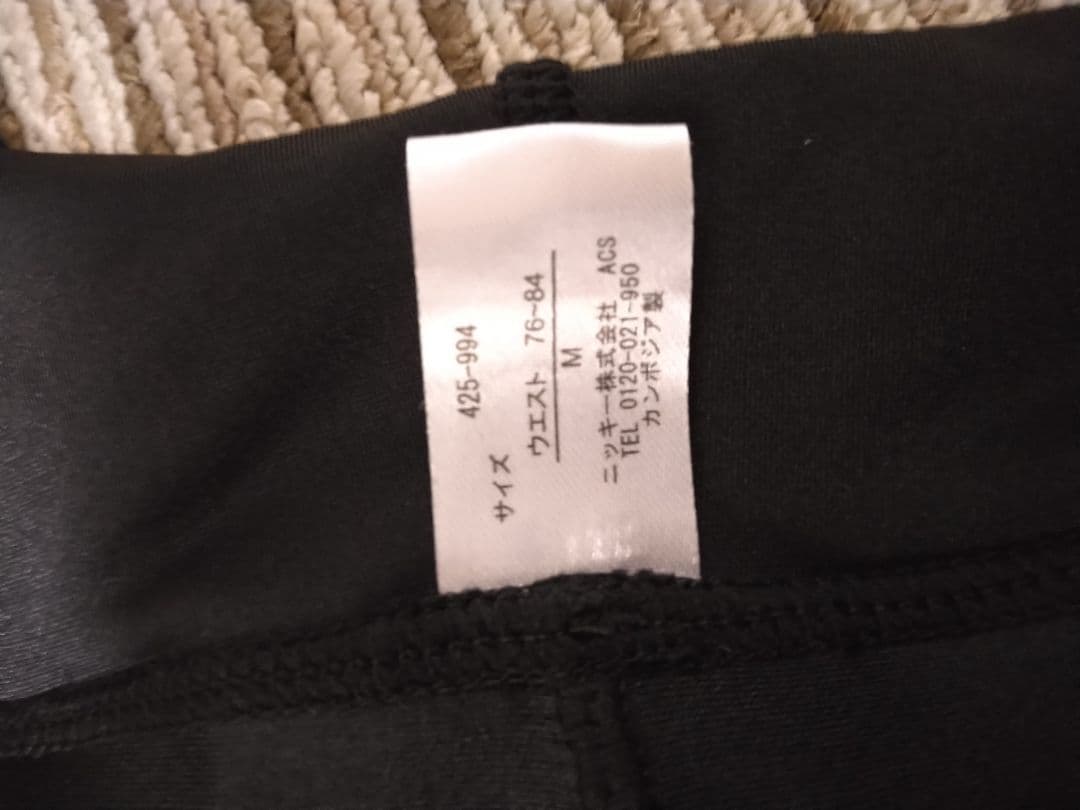 425-994
サイズ
ウエスト 76~84
M
ニッキー株式会社 ACS
TEL 0120-021-950
カンボジア製